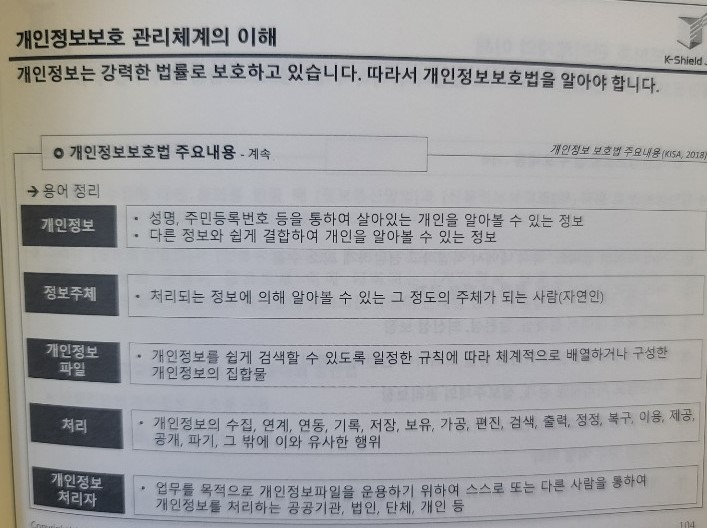 개인정보보호 관리체계의 이해
K-Shield J
개인정보는 강력한 법률로 보호하고 있습니다. 따라서 개인정보보호법을 알아야 합니다.
개인정보보호법 주요내용 - 계속
개인정보 보호법 주요내용(KISA, 2018)
→ 용어 정리
개인정보
• 성명, 주민등록번호 등을 통하여 살아있는 개인을 알아볼 수 있는 정보
• 다른 정보와 쉽게 결합하여 개인을 알아볼 수 있는 정보
정보주체
• 처리되는 정보에 의해 알아볼 수 있는 그 정도의 주체가 되는 사람(자연인)
개인정보
파일
• 개인정보를 쉽게 검색할 수 있도록 일정한 규칙에 따라 체계적으로 배열하거나 구성한
개인정보의 집합물
처리
• 개인정보의 수집, 연계, 연동, 기록, 저장, 보유, 가공, 편진, 검색, 출력, 정정, 복구, 이용, 제공,
공개, 파기, 그 밖에 이와 유사한 행위
개인정보
처리자
• 업무를 목적으로 개인정보파일을 운용하기 위하여 스스로 또는 다른 사람을 통하여
개인정보를 처리하는 공공기관, 법인, 단체, 개인 등
104